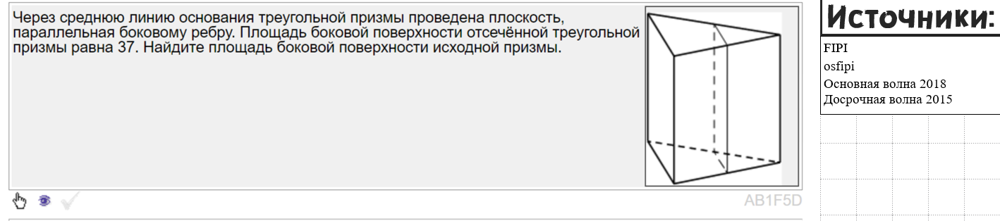 Через среднюю линию основания треугольной призмы проведена плоскость,
параллельная боковому ребру. Площадь боковой поверхности отсечённой треугольной
призмы равна 37. Найдите площадь боковой поверхности исходной призмы.
AB1F5D
Источники:
FIPI
osfipi
Основная волна 2018
Досрочная волна 2015